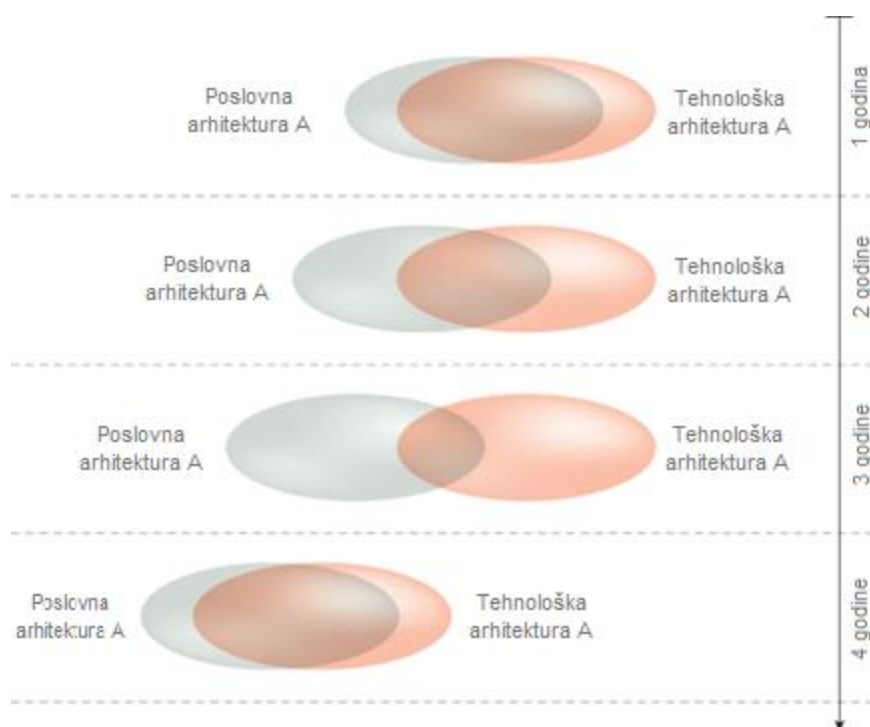 Poslovna
arhitektura A
Tehnološka
arhitektura A
1 godina
Poslovna
arhitektura A
Tehnološka
arhitektura A
2 godine
Poslovna
arhitektura A
Tehnološka
arhitektura A
3 godine
Poslovna
arhitektura A
Tehnološka
arhitektura A
4 godine